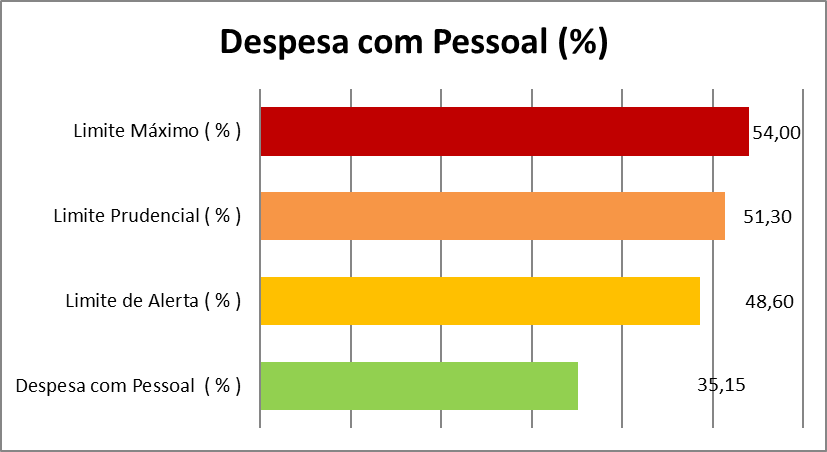 Despesa com Pessoal (%)
Limite Máximo ( % )
54,00
Limite Prudencial ( % )
51,30
Limite de Alerta ( % )
48,60
Despesa com Pessoal  ( % )
35,15